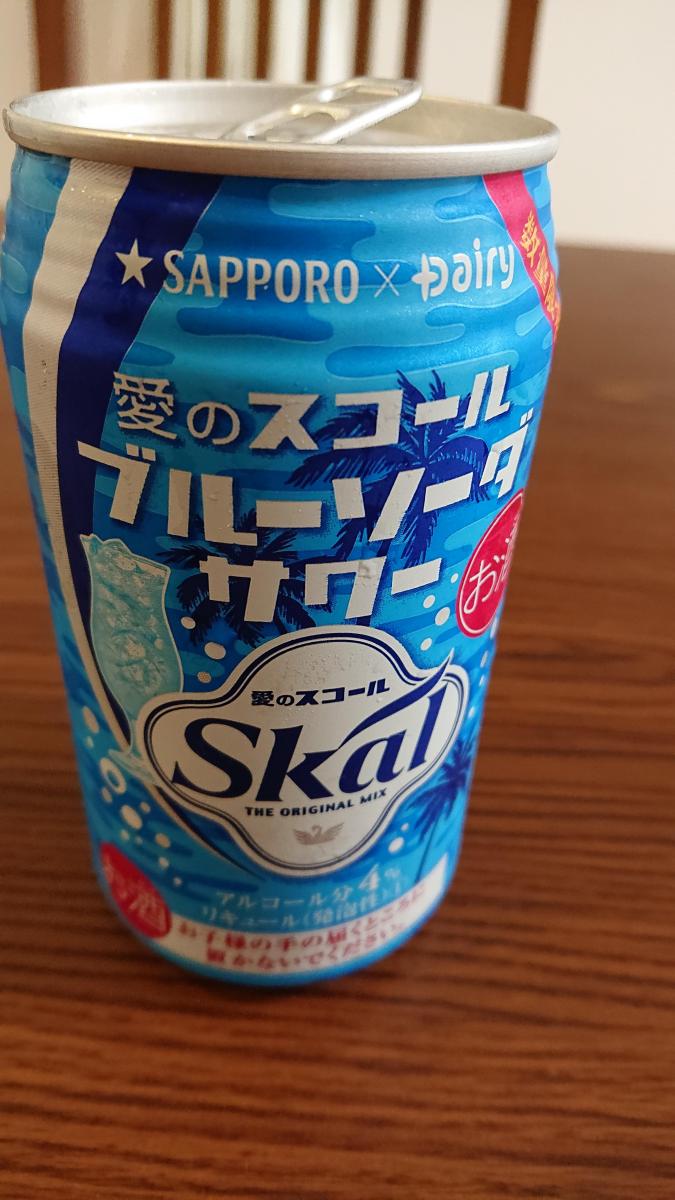 ★SAPPORO × Dairy
数量限定
愛のスコール
ブルーソーダ
サワー
お酒
愛のスコール
Skal
THE ORIGINAL MIX
お酒
アルコール分4%
リキュール(発泡性)①
お子様の手の届くところに
置かないでください。